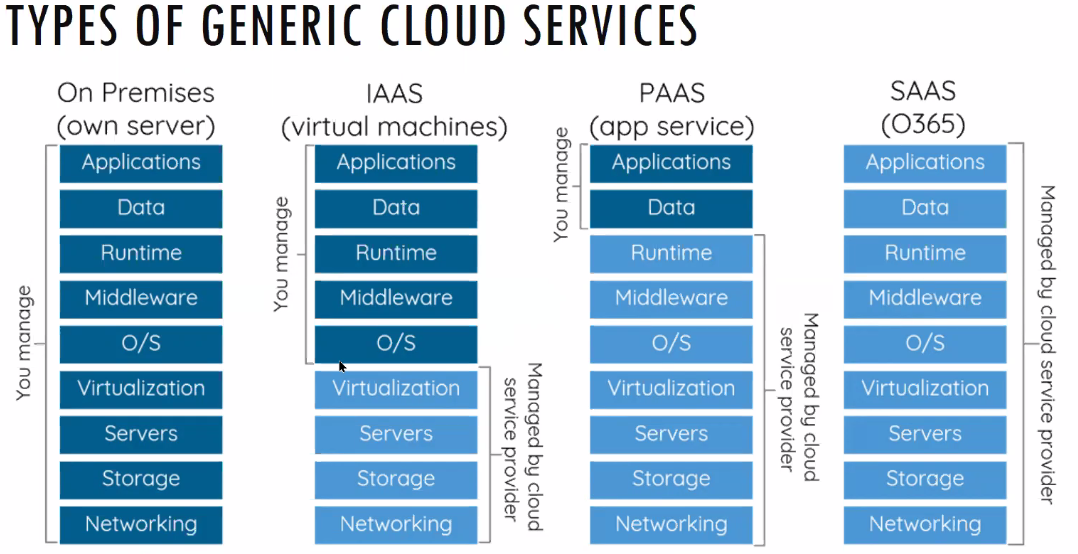 TYPES OF GENERIC CLOUD SERVICES
On Premises
(own server)
You manage
Applications
Data
Runtime
Middleware
O/S
Virtualization
Servers
Storage
Networking
IAAS
(virtual machines)
You manage
Applications
Data
Runtime
Middleware
O/S
Virtualization
Servers
Storage
Networking
Managed by cloud
service provider
PAAS
(app service)
You manage
Applications
Data
Runtime
Middleware
O/S
Virtualization
Servers
Storage
Networking
Managed by cloud
service provider
SAAS
(O365)
Applications
Data
Runtime
Middleware
O/S
Virtualization
Servers
Storage
Networking
Managed by cloud service provider